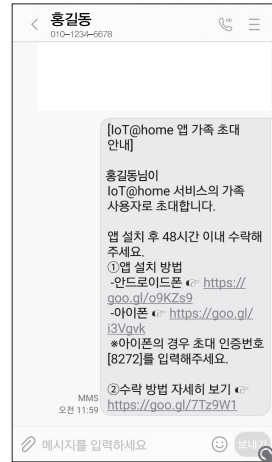 홍길동
010-1234-5678
[IoT@home 앱 가족 초대
안내]
홍길동님이
IoT@home 서비스의 가족
사용자로 초대합니다.
앱 설치 후 48시간 이내 수락해
주세요.
①앱 설치 방법
-안드로이드폰 ☞ https://
goo.gl/o9KZs9
-아이폰 ☞ https://goo.gl/
i3Vgvk
※아이폰의 경우 초대 인증번호
[8272]를 입력해주세요.
②수락 방법 자세히 보기 ☞
https://goo.gl/7Tz9W1
MMS
오전 11:59
메시지를 입력하세요
보내기